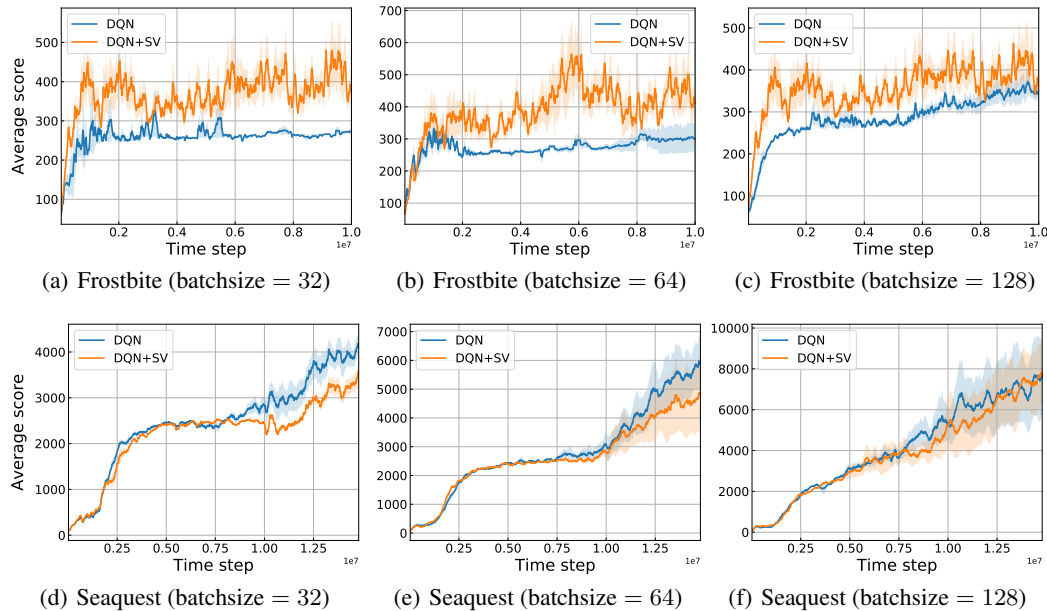 DQN
DQN+SV
Average score
500
400
300
200
100
0.2
0.4
0.6
0.8
1.0
1e7
Time step
(a) Frostbite (batchsize = 32)
DQN
DQN+SV
700
600
500
400
300
200
100
0.2
0.4
0.6
0.8
1.0
1e7
Time step
(b) Frostbite (batchsize = 64)
DQN
DQN+SV
500
400
300
200
100
0.2
0.4
0.6
0.8
1.0
1e7
Time step
(c) Frostbite (batchsize = 128)
DQN
DQN+SV
Average score
4000
3000
2000
1000
0
0.25
0.50
0.75
1.00
1.25
1e7
Time step
(d) Seaquest (batchsize = 32)
DQN
DQN+SV
7000
6000
5000
4000
3000
2000
1000
0
0.25
0.50
0.75
1.00
1.25
1e7
Time step
(e) Seaquest (batchsize = 64)
DQN
DQN+SV
10000
8000
6000
4000
2000
0
0.25
0.50
0.75
1.00
1.25
1e7
Time step
(f) Seaquest (batchsize = 128)